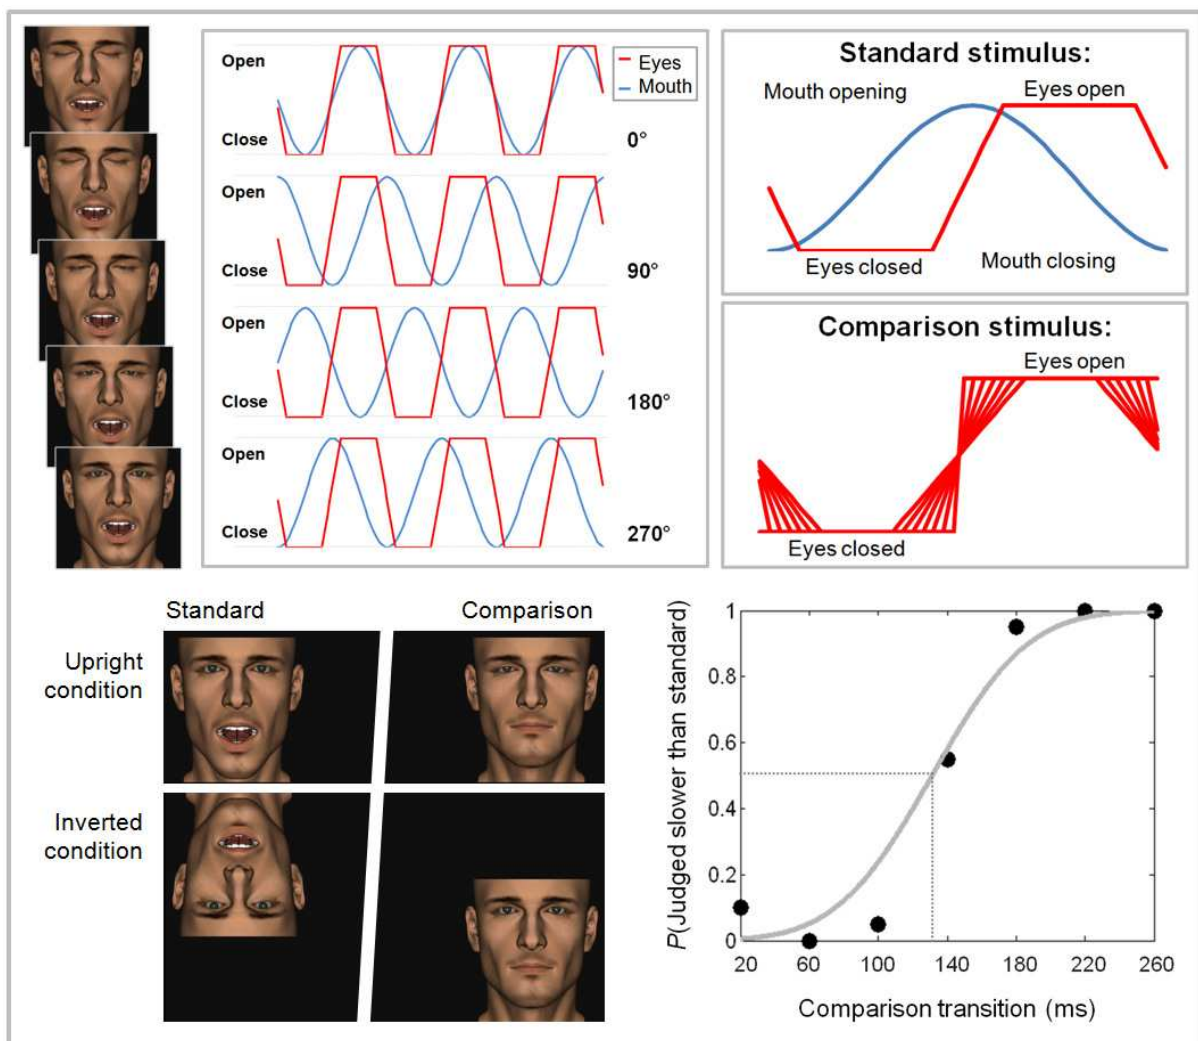 Open
Close
0°
Eyes
Mouth
Open
Close
90°
Open
Close
180°
Open
Close
270°
Standard stimulus:
Mouth opening
Eyes open
Eyes closed
Mouth closing
Comparison stimulus:
Eyes open
Eyes closed
Standard
Comparison
Upright
condition
Inverted
condition
P(Judged slower than standard)
1
0.8
0.6
0.4
0.2
0
20 60 100 140 180 220 260
Comparison transition (ms)